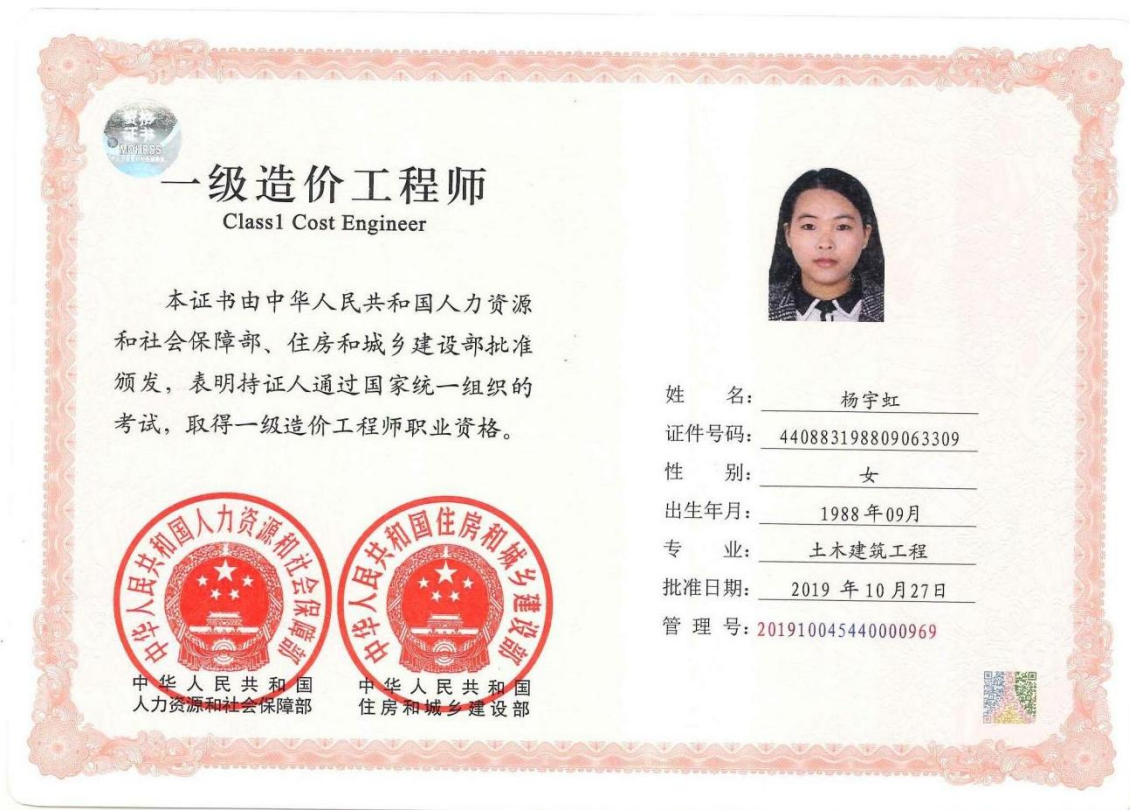 资格
证书
MOHRSS
一级造价工程师
Class1 Cost Engineer
本证书由中华人民共和国人力资源
和社会保障部、住房和城乡建设部批准
颁发，表明持证人通过国家统一组织的
考试，取得一级造价工程师职业资格。
中华人民共和国人力资源和社会保障部
中华人民共和国
人力资源和社会保障部
中华人民共和国住房和城乡建设部
中华人民共和国
住房和城乡建设部
姓 名： 杨宇虹
证件号码： 440883198809063309
性 别： 女
出生年月： 1988年09月
专 业： 土木建筑工程
批准日期： 2019 年 10 月27日
管 理 号：201910045440000969